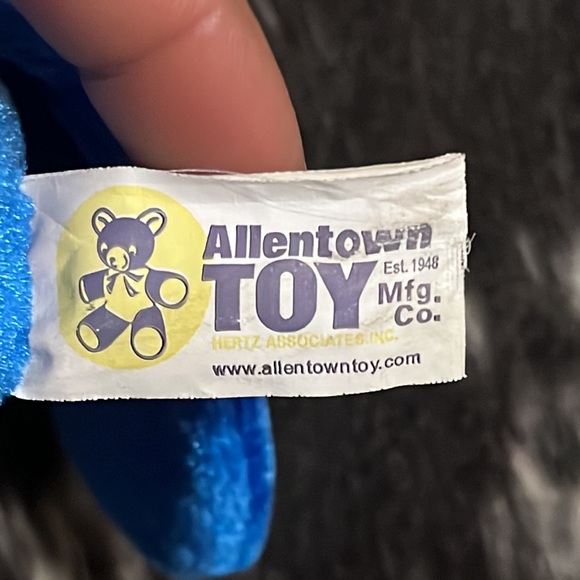 Allentown
TOY
Est. 1948
Mfg.
Co.
HERTZ ASSOCIATES INC.
www.allentowntoy.com